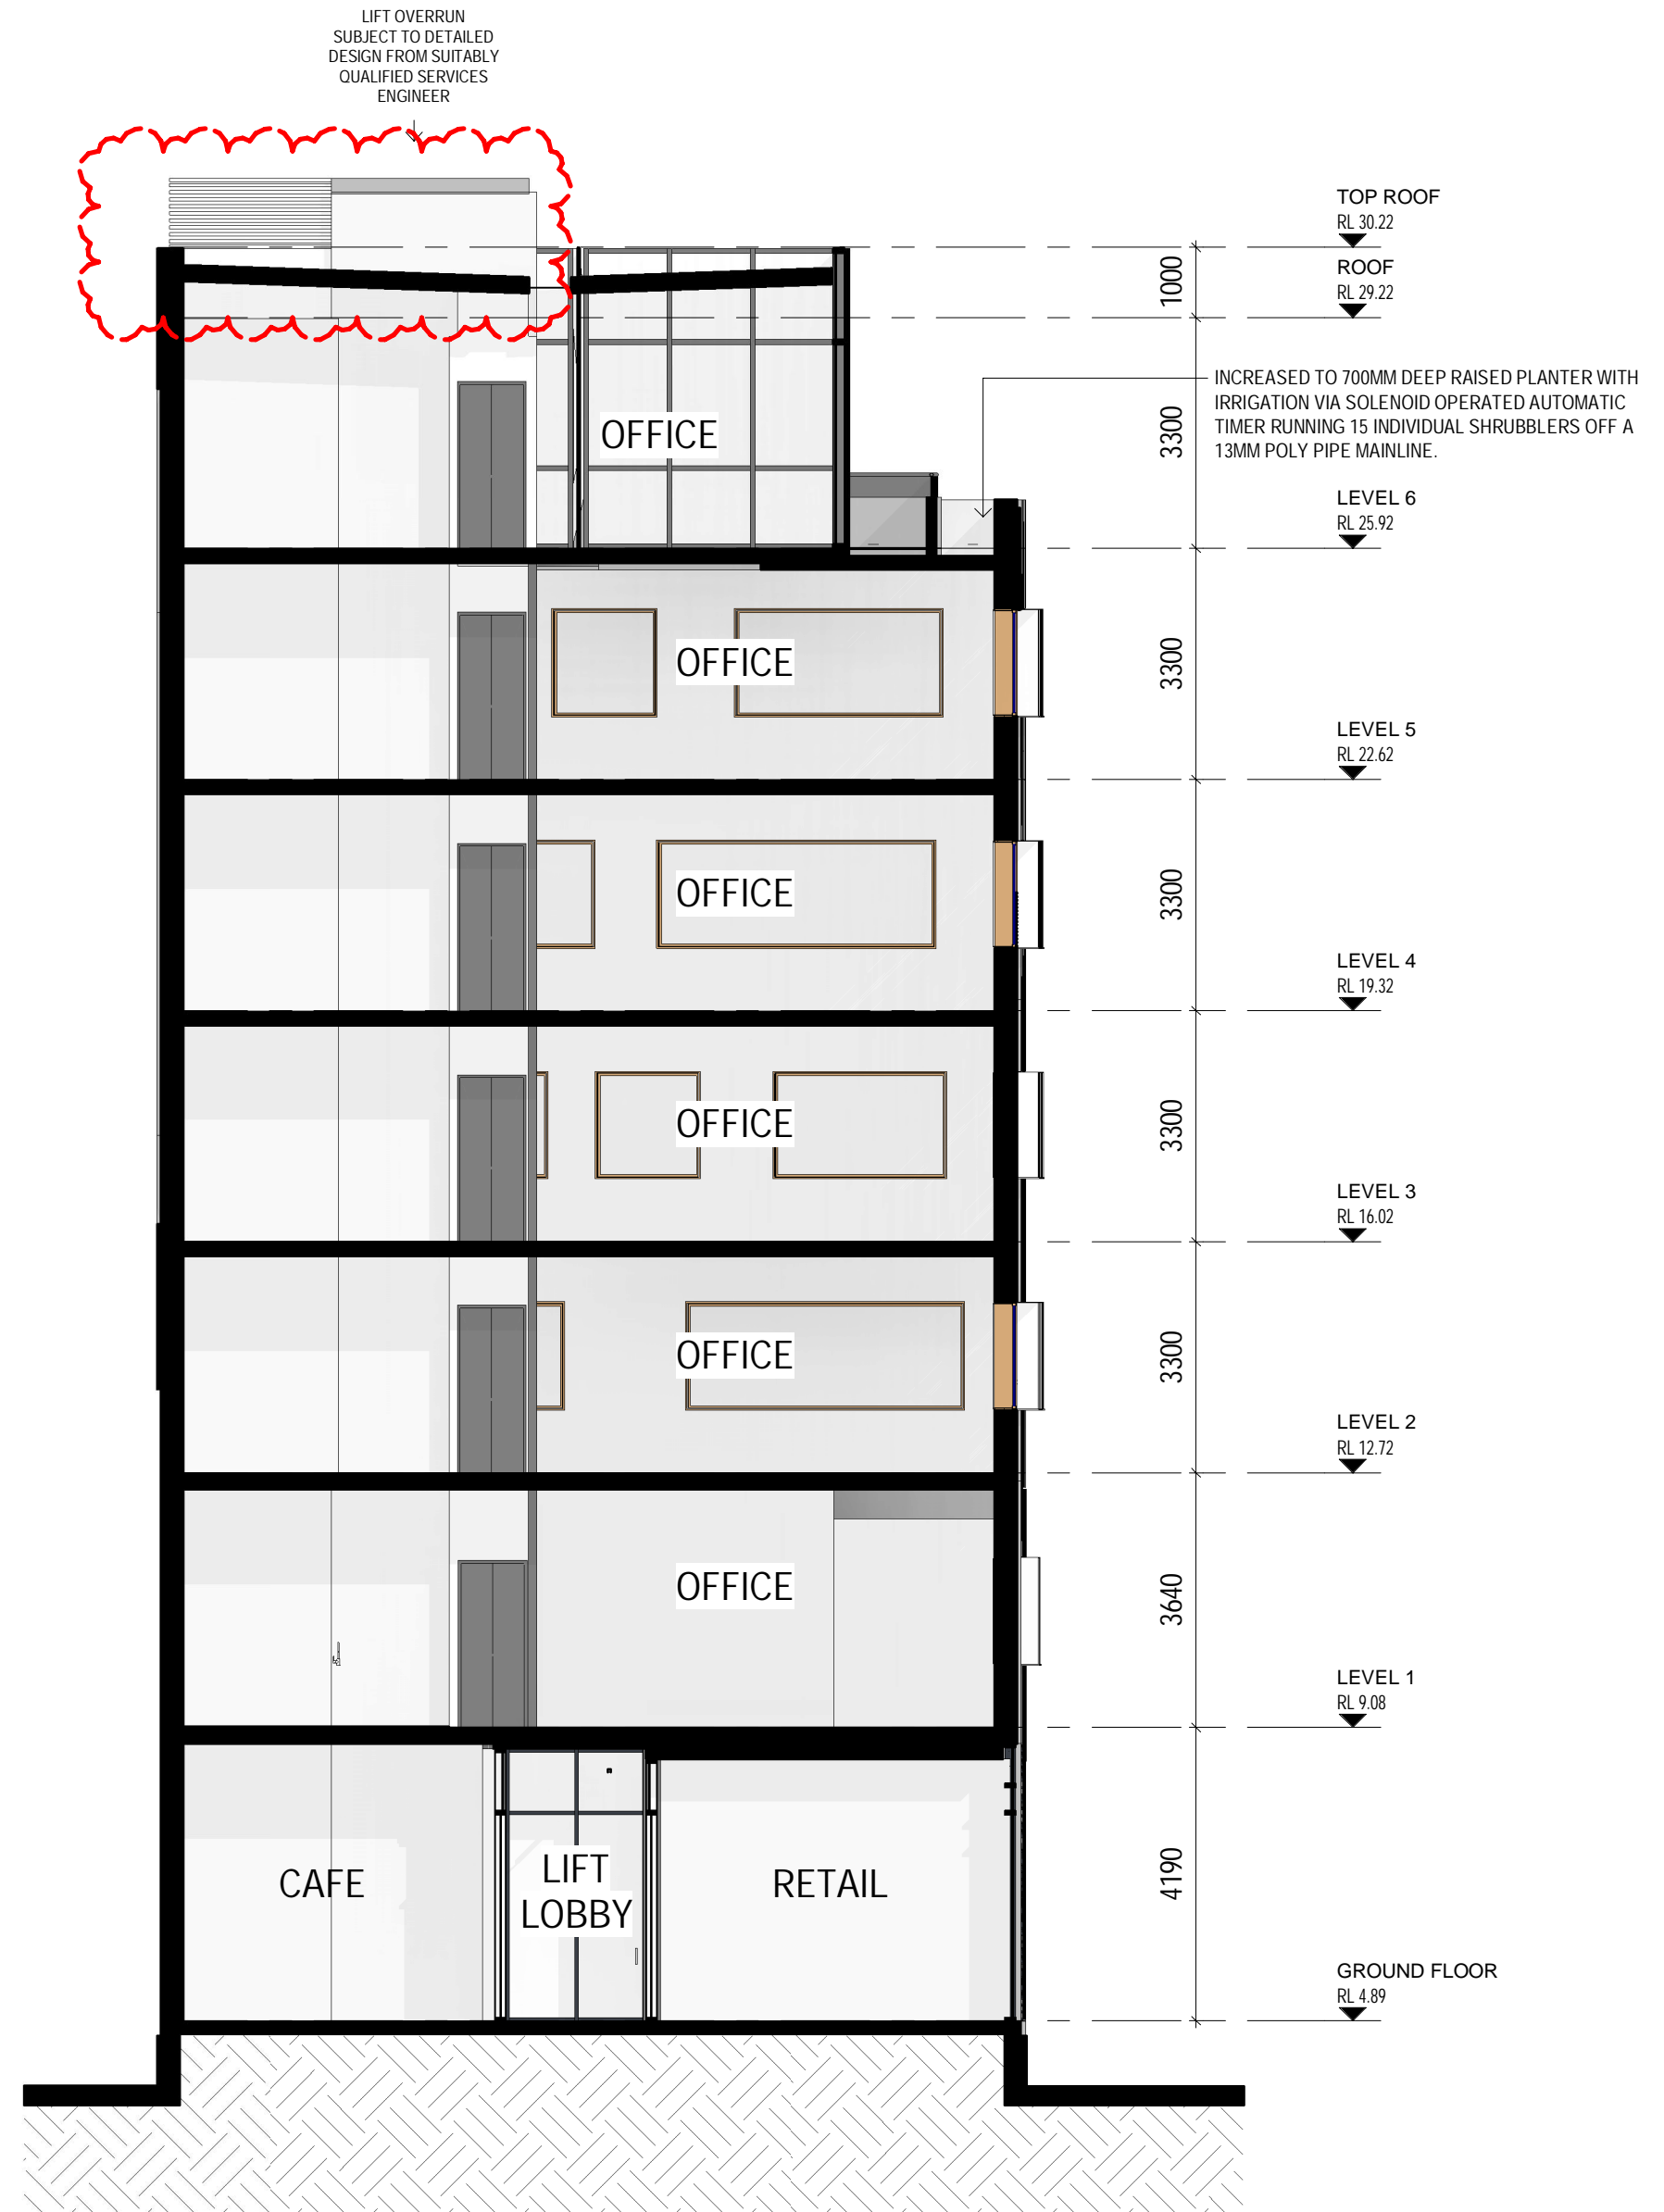 LIFT OVERRUN
SUBJECT TO DETAILED
DESIGN FROM SUITABLY
QUALIFIED SERVICES
ENGINEER
TOP ROOF
RL 30.22
1000
ROOF
RL 29.22
INCREASED TO 700MM DEEP RAISED PLANTER WITH
IRRIGATION VIA SOLENOID OPERATED AUTOMATIC
TIMER RUNNING 15 INDIVIDUAL SHRUBBLERS OFF A
13MM POLY PIPE MAINLINE.
OFFICE
3300
LEVEL 6
RL 25.92
OFFICE
3300
LEVEL 5
RL 22.62
OFFICE
3300
LEVEL 4
RL 19.32
OFFICE
3300
LEVEL 3
RL 16.02
OFFICE
3300
LEVEL 2
RL 12.72
OFFICE
3640
LEVEL 1
RL 9.08
CAFE
LIFT
LOBBY
RETAIL
4190
GROUND FLOOR
RL 4.89